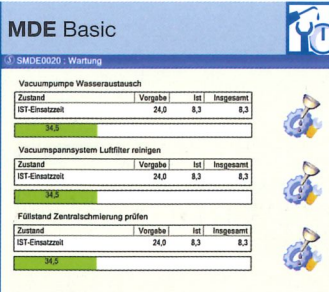 MDE Basic
SMDE0020 : Wartung
Vacuumpumpe Wasseraustausch
Zustand Vorgabe Ist Insgesamt
IST-Einsatzzeit 24,0 8,3 8,3
34,5
Vacuumspannsystem Luftfilter reinigen
Zustand Vorgabe Ist Insgesamt
IST-Einsatzzeit 24,0 8,3 8,3
34,5
Füllstand Zentralschmierung prüfen
Zustand Vorgabe Ist Insgesamt
IST-Einsatzzeit 24,0 8,3 8,3
34,5